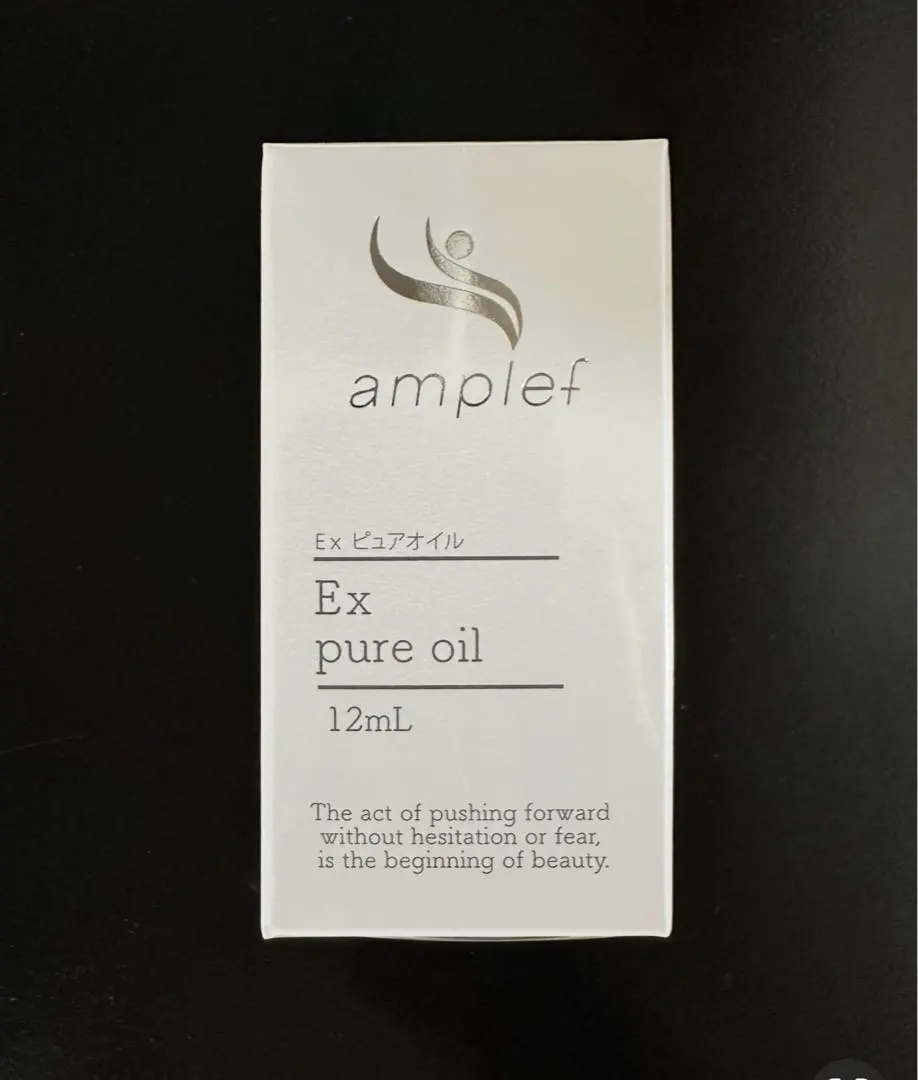 amplef
Ex ピュアオイル
Ex
pure oil
12mL
The act of pushing forward
without hesitation or fear,
is the beginning of beauty.